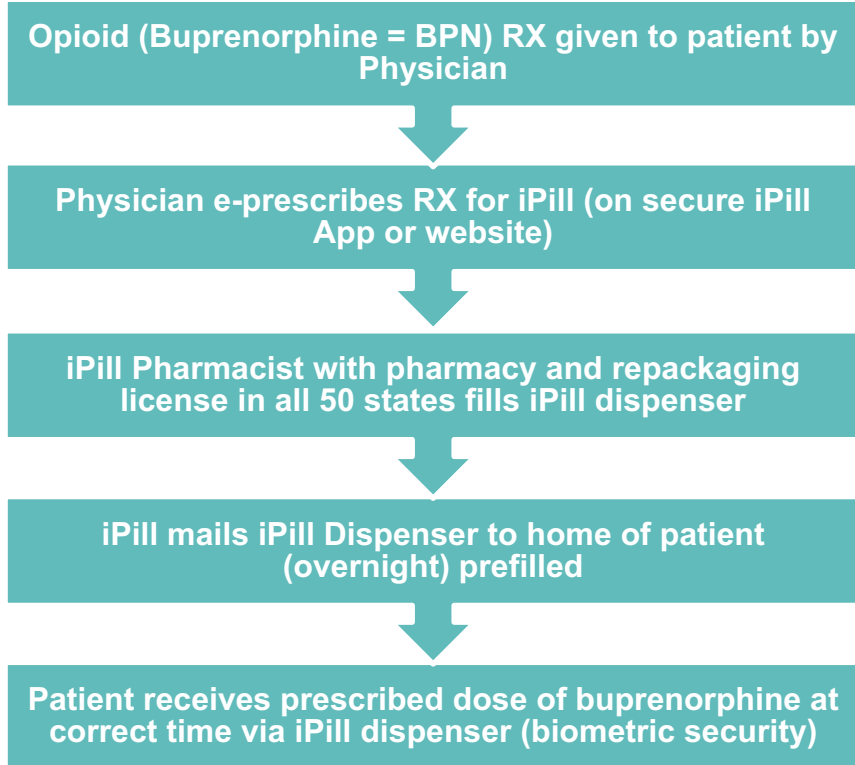 Opioid (Buprenorphine = BPN) RX given to patient by
Physician
Physician e-prescribes RX for iPill (on secure iPill
App or website)
iPill Pharmacist with pharmacy and repackaging
license in all 50 states fills iPill dispenser
iPill mails iPill Dispenser to home of patient
(overnight) prefilled
Patient receives prescribed dose of buprenorphine at
correct time via iPill dispenser (biometric security)